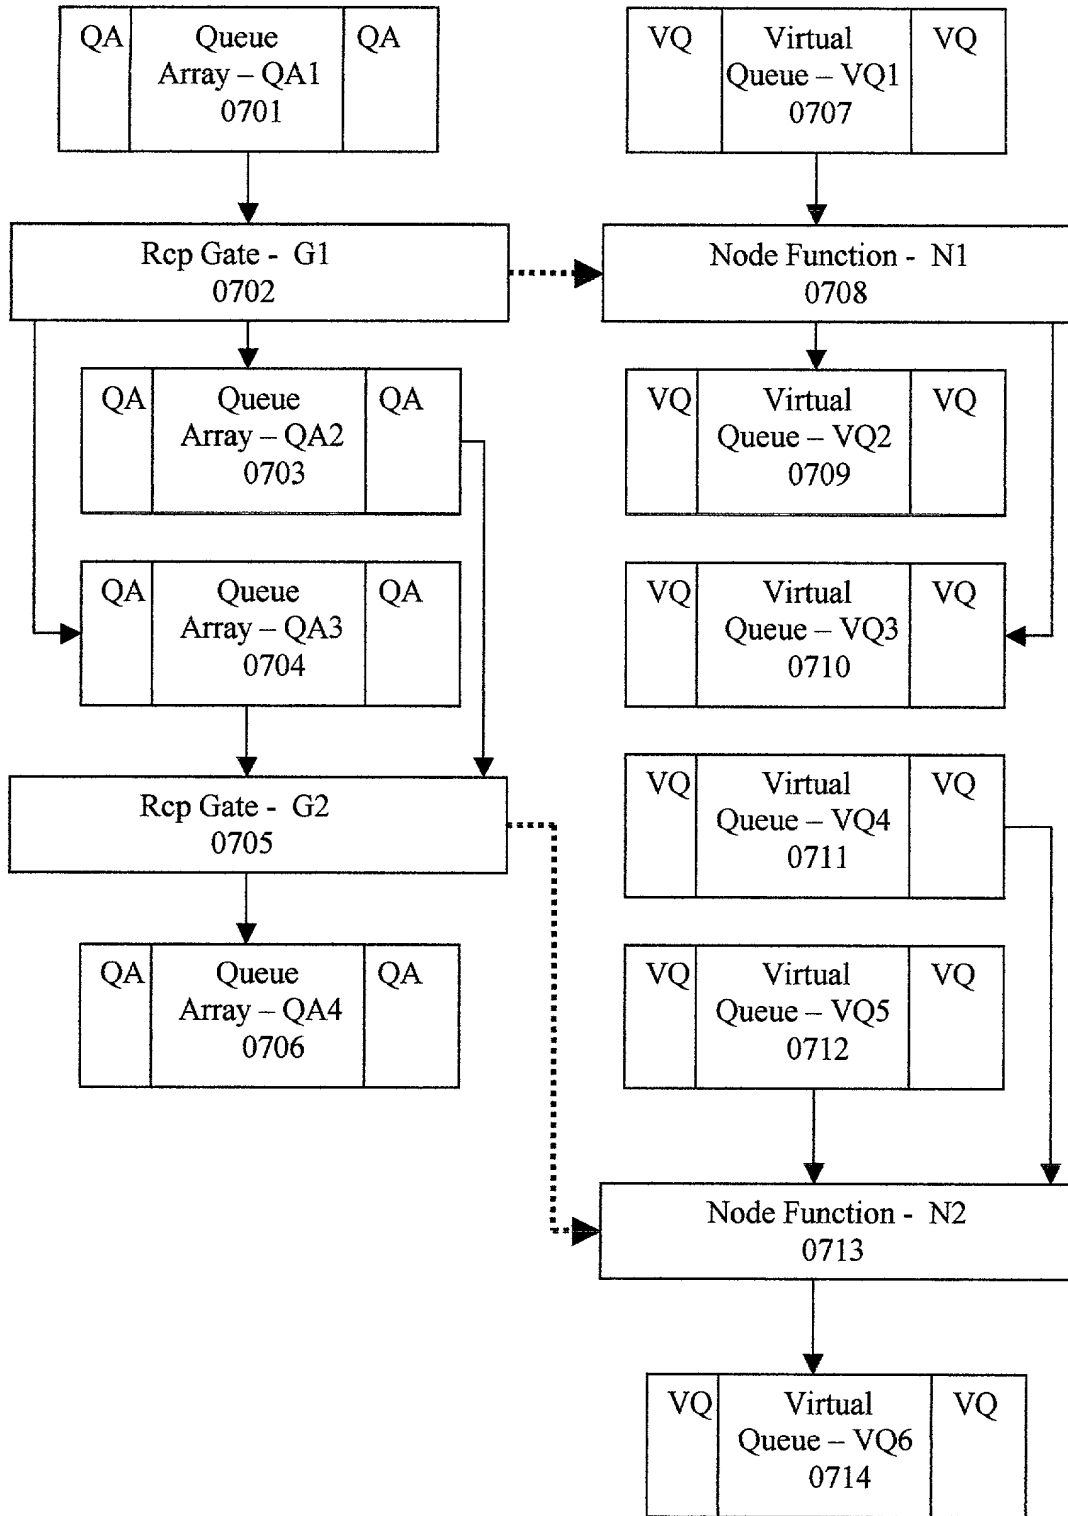 QA
Queue
Array – QA1
0701
QA
VQ
Virtual
Queue – VQ1
0707
VQ
Rcp Gate - G1
0702
Node Function - N1
0708
QA
Queue
Array – QA2
0703
QA
VQ
Virtual
Queue – VQ2
0709
VQ
QA
Queue
Array – QA3
0704
QA
VQ
Virtual
Queue – VQ3
0710
VQ
Rcp Gate - G2
0705
VQ
Virtual
Queue – VQ4
0711
VQ
QA
Queue
Array – QA4
0706
QA
VQ
Virtual
Queue – VQ5
0712
VQ
Node Function - N2
0713
VQ
Virtual
Queue – VQ6
0714
VQ